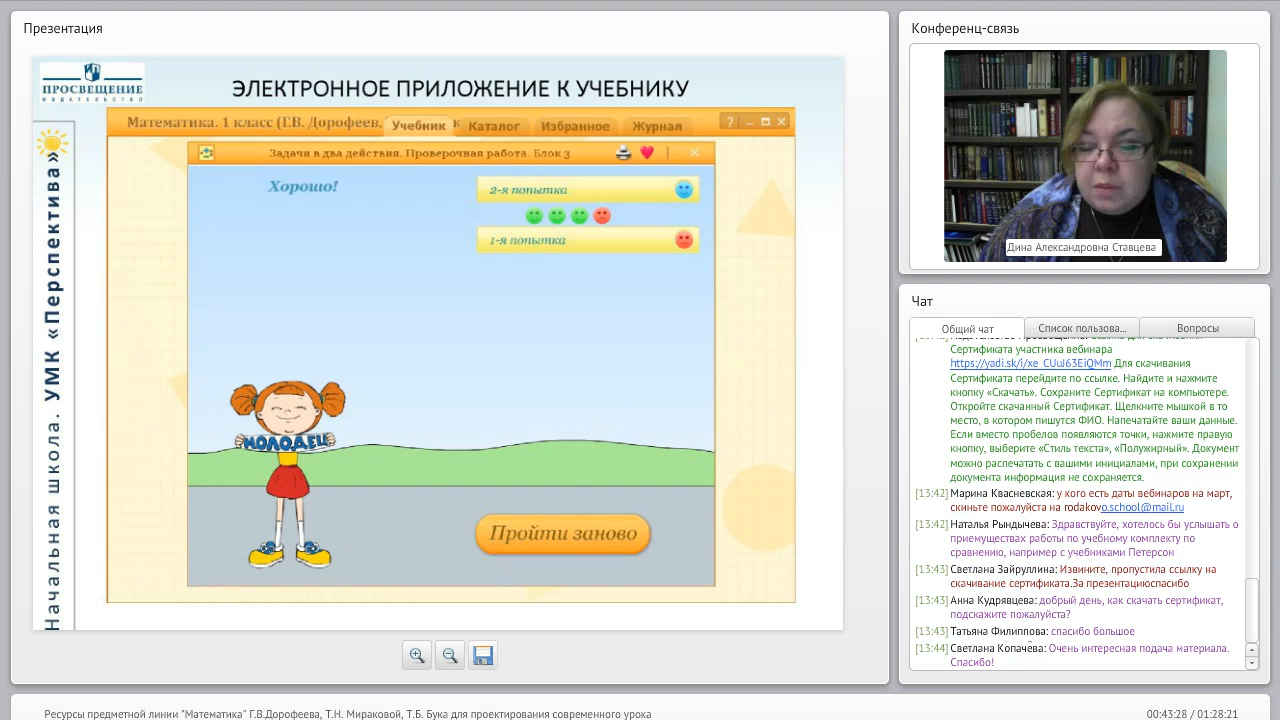 Презентация
ПРОСВЕЩЕНИЕ
ИЗДАТЕЛЬСТВО
ЭЛЕКТРОННОЕ ПРИЛОЖЕНИЕ К УЧЕБНИКУ
Начальная школа. УМК «Перспектива»
Математика. 1 класс (Г.В. Дорофеев,
Учебник
Каталог
Избранное
Журнал
?
Задачи в два действия. Проверочная работа. Блок 3
Хорошо!
2-я попытка
1-я попытка
МОЛОДЕЦ
Пройти заново
Конференц-связь
Дина Александровна Ставцева
Чат
Общий чат
Список пользова...
Вопросы
Сертификата участника вебинара
https://yadi.sk/i/xe_CUuJ63EiQMm Для скачивания
Сертификата перейдите по ссылке. Найдите и нажмите
кнопку «Скачать». Сохраните Сертификат на компьютере.
Откройте скачанный Сертификат. Щелкните мышкой в то
место, в котором пишутся ФИО. Напечатайте ваши данные.
Если вместо пробелов появляются точки, нажмите правую
кнопку, выберите «Стиль текста», «Полужирный». Документ
можно распечатать с вашими инициалами, при сохранении
документа информация не сохраняется.
[13:42] Марина Квасневская: у кого есть даты вебинаров на март,
скиньте пожалуйста на rodakovo.school@mail.ru
[13:42] Наталья Рындычева: Здравствуйте, хотелось бы услышать о
приемуществах работы по учебному комплекту по
сравнению, например с учебниками Петерсон
[13:43] Светлана Зайруллина: Извините, пропустила ссылку на
скачивание сертификата.За презентациюспасибо
[13:43] Анна Кудрявцева: добрый день, как скачать сертификат,
подскажите пожалуйста?
[13:43] Татьяна Филиппова: спасибо большое
[13:44] Светлана Копачёва: Очень интересная подача материала.
Спасибо!
Ресурсы предметной линии "Математика" Г.В.Дорофеева, Т.Н. Мираковой, Т.Б. Бука для проектирования современного урока
00:43:28 / 01:28:21